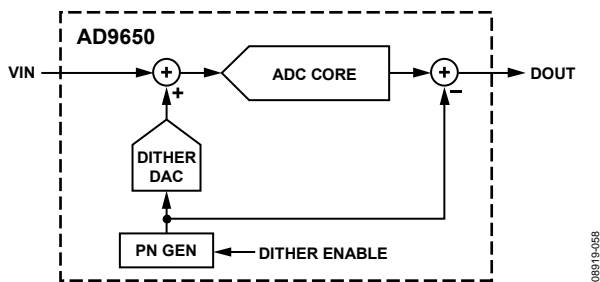 AD9650
VIN
+
+
ADC CORE
+
−
DOUT
DITHER
DAC
PN GEN
DITHER ENABLE
08919-058